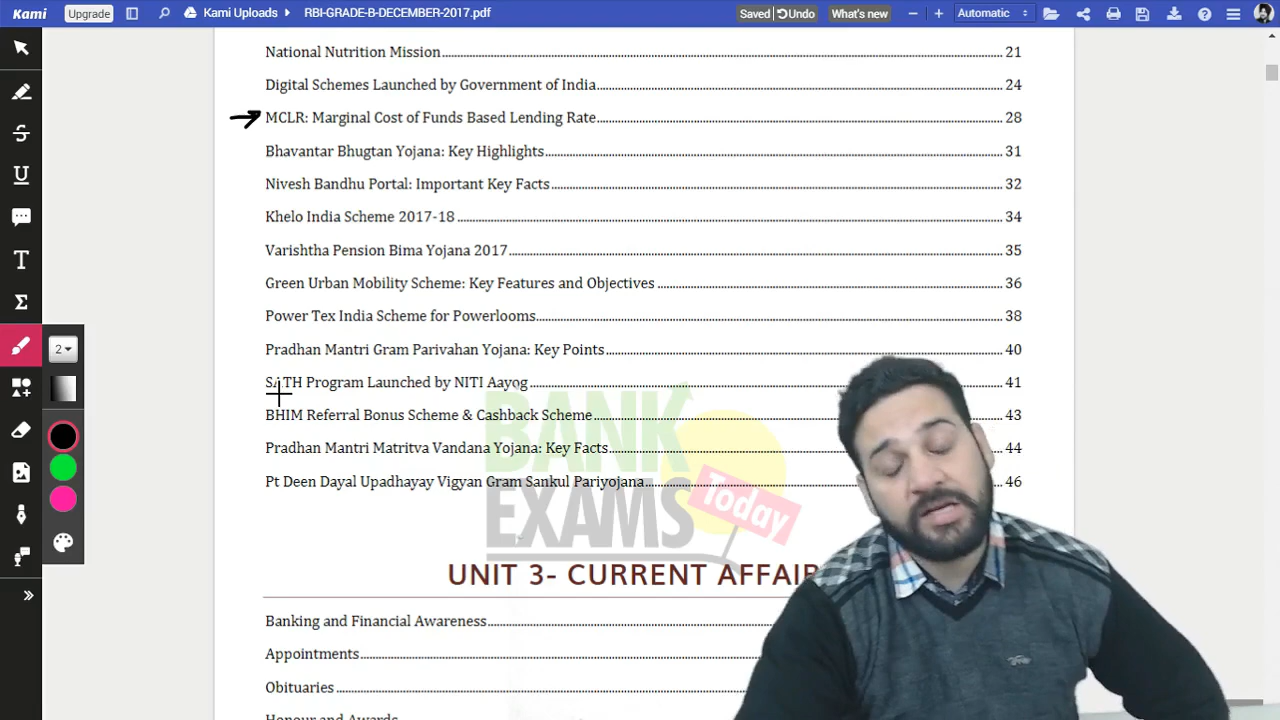 Kami Upgrade Kami Uploads > RBI-GRADE-B-DECEMBER-2017.pdf Saved Undo What's new Automatic
National Nutrition Mission 21
Digital Schemes Launched by Government of India 24
MCLR: Marginal Cost of Funds Based Lending Rate 28
Bhavantar Bhugtan Yojana: Key Highlights 31
Nivesh Bandhu Portal: Important Key Facts 32
Khelo India Scheme 2017-18 34
Varishtha Pension Bima Yojana 2017 35
Green Urban Mobility Scheme: Key Features and Objectives 36
Power Tex India Scheme for Powerlooms 38
2
Pradhan Mantri Gram Parivahan Yojana: Key Points 40
SATH Program Launched by NITI Aayog 41
BHIM Referral Bonus Scheme & Cashback Scheme 43
Pradhan Mantri Matritva Vandana Yojana: Key Facts 44
Pt Deen Dayal Upadhayay Vigyan Gram Sankul Pariyojana 46
BANK
EXAMS
Today
UNIT 3- CURRENT AFFAIR
Banking and Financial Awareness
Appointments
Obituaries
Honour and Awards